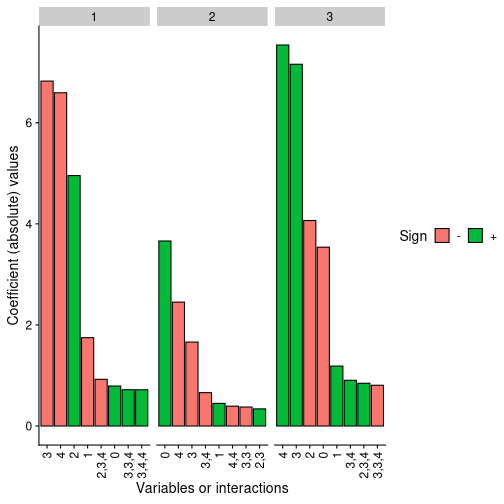 1 2 3
Coefficient (absolute) values
6
4
2
0
3 4 2 1 2,3,4 0 3,3,4 3,4,4
0 4 3 3,4 1 4,4 3,3 2,3
4 3 2 0 1 3,4 2,3,4 3,3,4
Variables or interactions
Sign - +